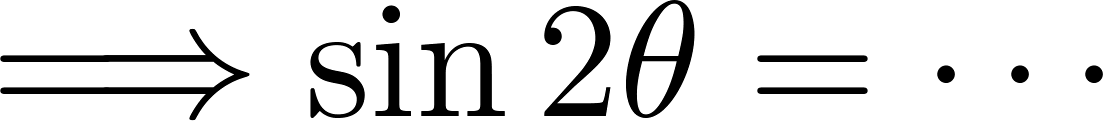 ⟹ sin 2θ = ⋯